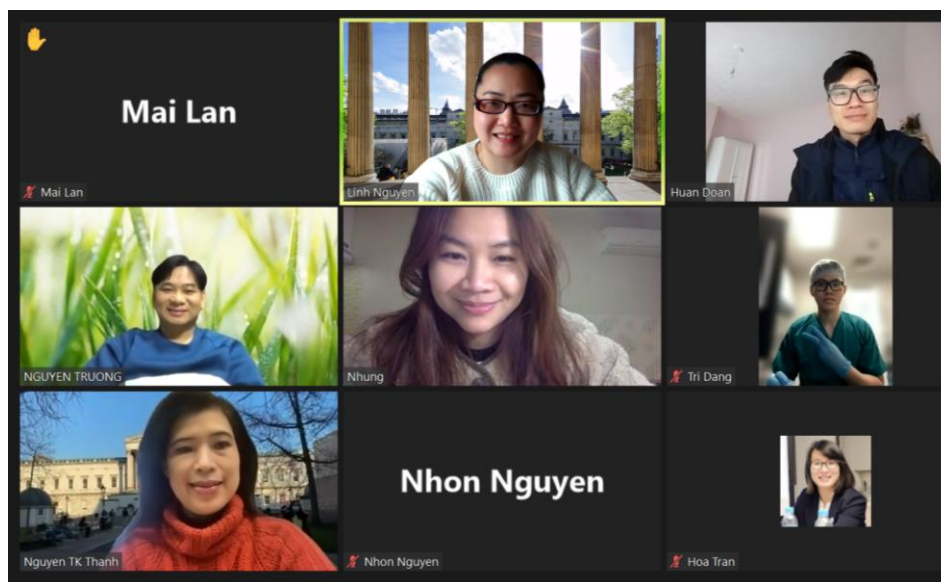 Mai Lan
Mai Lan
Linh Nguyen
Huan Doan
NGUYEN TRUONG
Nhung
Tri Dang
Nguyen TK Thanh
Nhon Nguyen
Nhon Nguyen
Hoa Tran